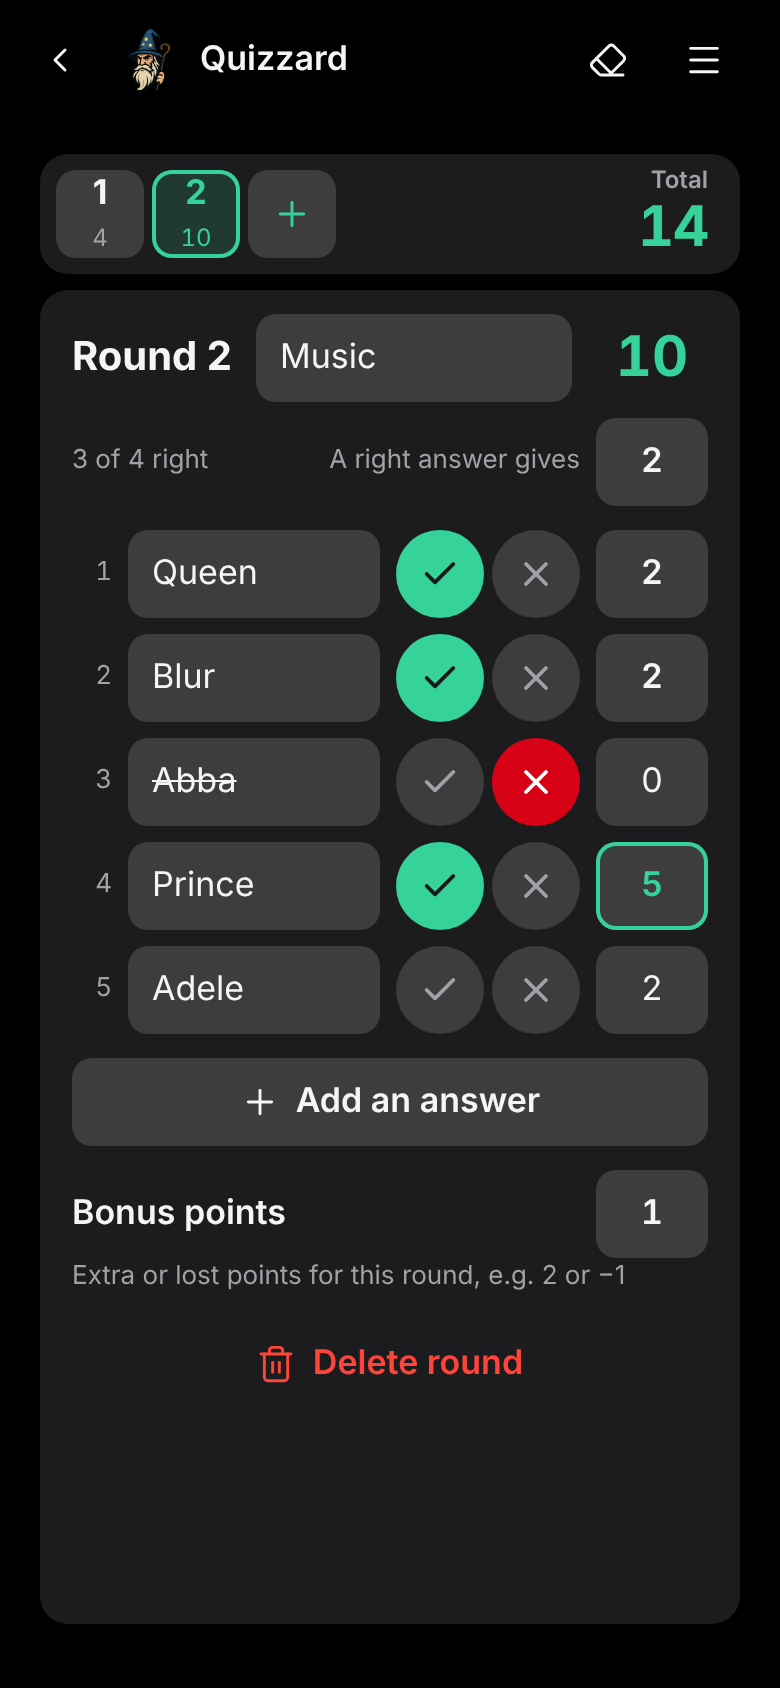 Quizzard
1
4
2
10
Total
14
Round 2
Music
10
3 of 4 right
A right answer gives
2
1
Queen
2
2
Blur
2
3
Abba
0
4
Prince
5
5
Adele
2
Add an answer
Bonus points
1
Extra or lost points for this round, e.g. 2 or −1
Delete round